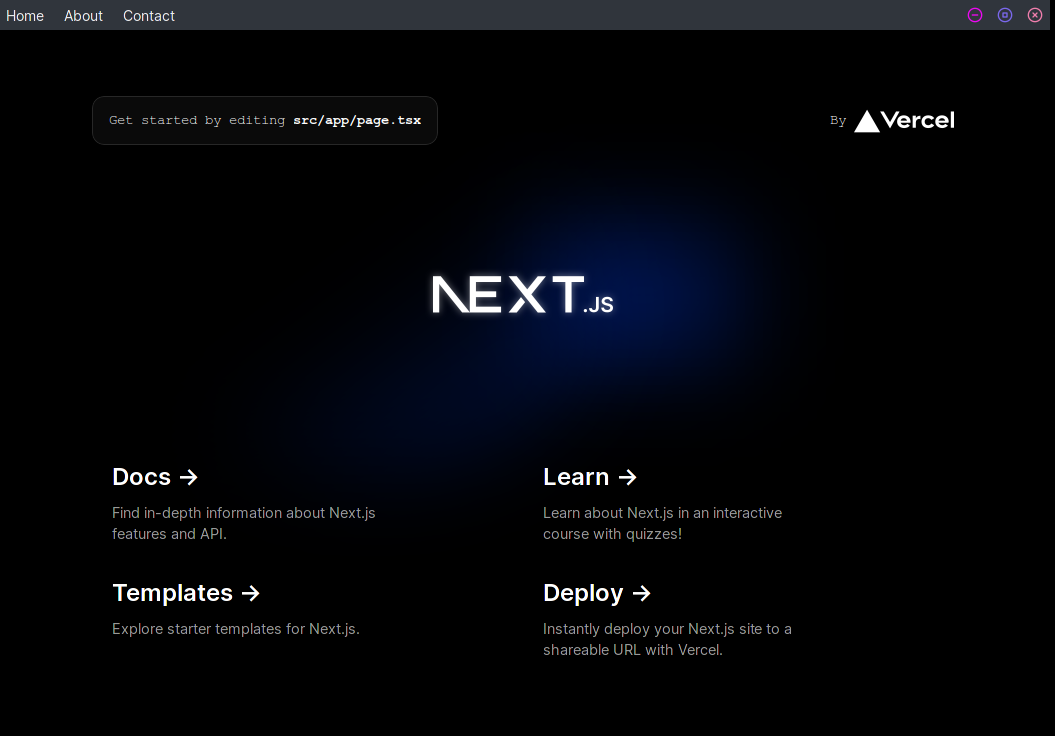 Home About Contact
Get started by editing src/app/page.tsx
By Vercel
NEXT.JS
Docs ->
Find in-depth information about Next.js
features and API.
Learn ->
Learn about Next.js in an interactive
course with quizzes!
Templates ->
Explore starter templates for Next.js.
Deploy ->
Instantly deploy your Next.js site to a
shareable URL with Vercel.